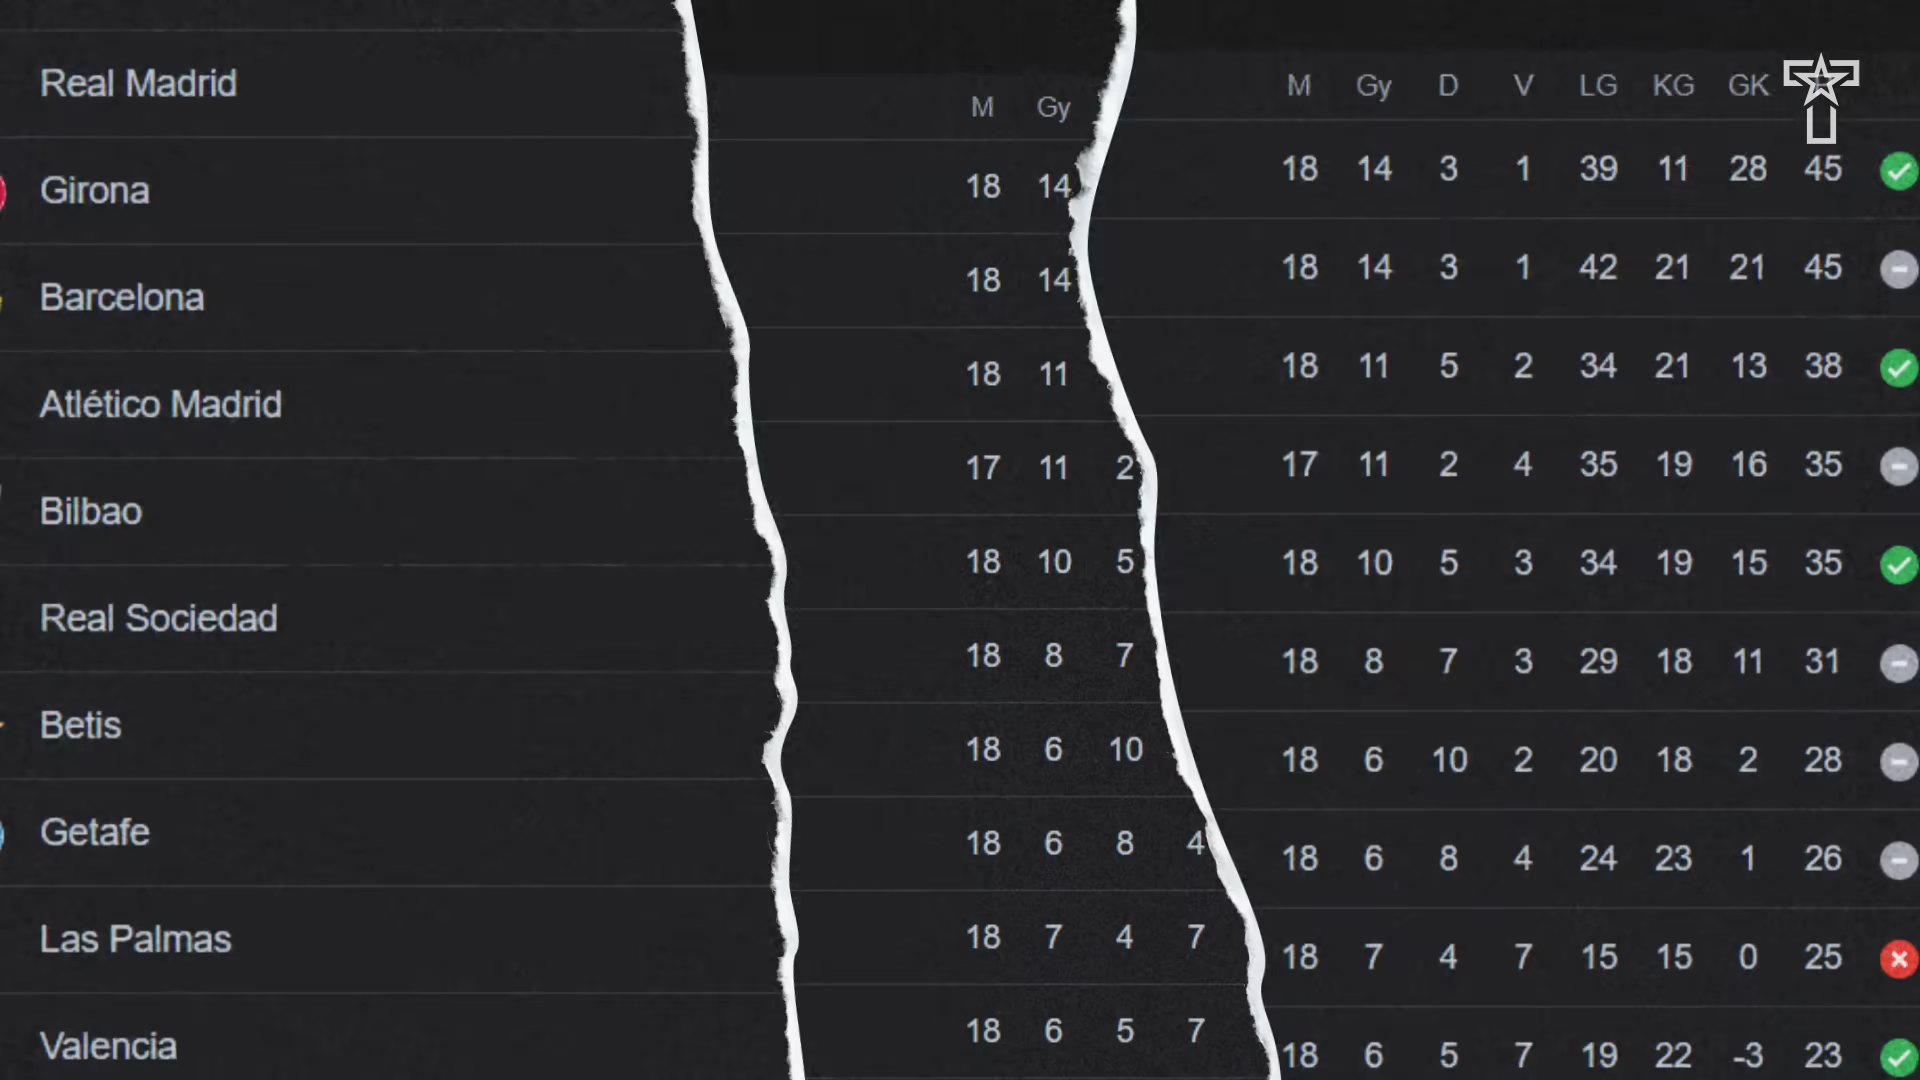 Real Madrid
Girona
Barcelona
Atlético Madrid
Bilbao
Real Sociedad
Betis
Getafe
Las Palmas
Valencia
M Gy
18 14
18 14
18 11
17 11 2
18 10 5
18 8 7
18 6 10
18 6 8 4
18 7 4 7
18 6 5 7
M Gy D V LG KG GK
18 14 3 1 39 11 28 45
18 14 3 1 42 21 21 45
18 11 5 2 34 21 13 38
17 11 2 4 35 19 16 35
18 10 5 3 34 19 15 35
18 8 7 3 29 18 11 31
18 6 10 2 20 18 2 28
18 6 8 4 24 23 1 26
18 7 4 7 15 15 0 25
18 6 5 7 19 22 -3 23